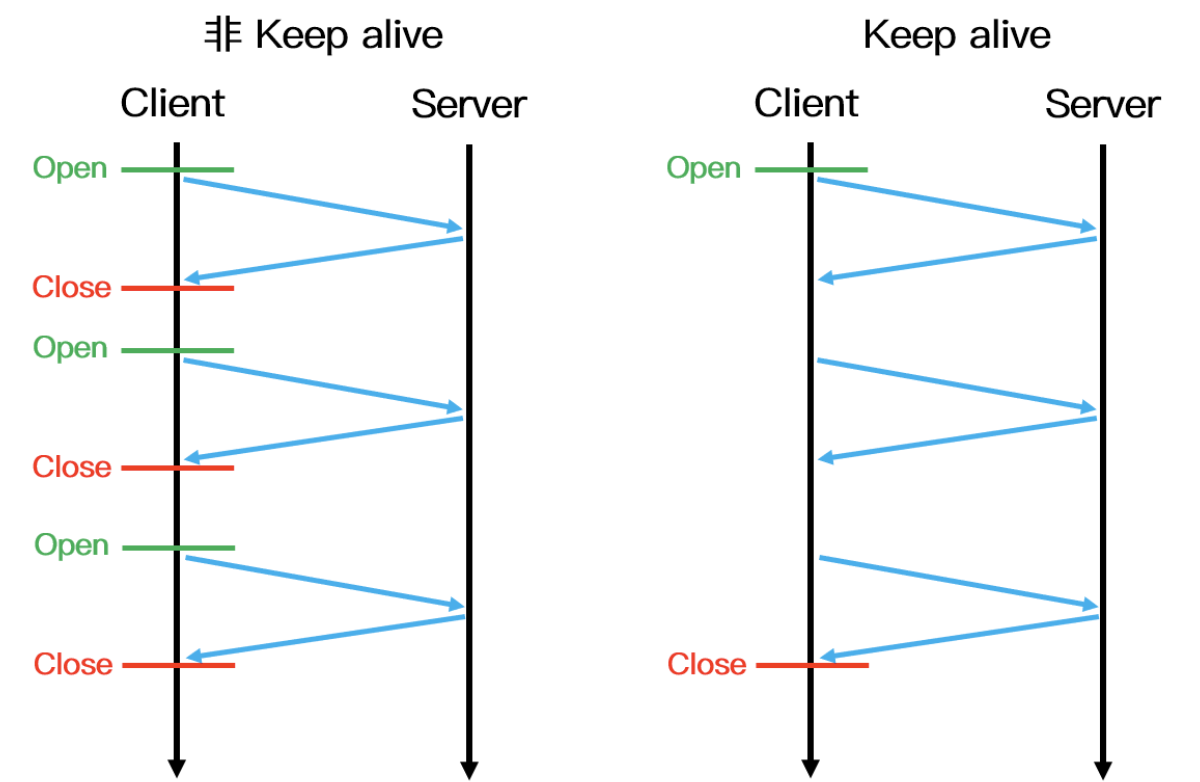 非 Keep alive
Client Server
Open
Close
Open
Close
Open
Close
Keep alive
Client Server
Open
Close